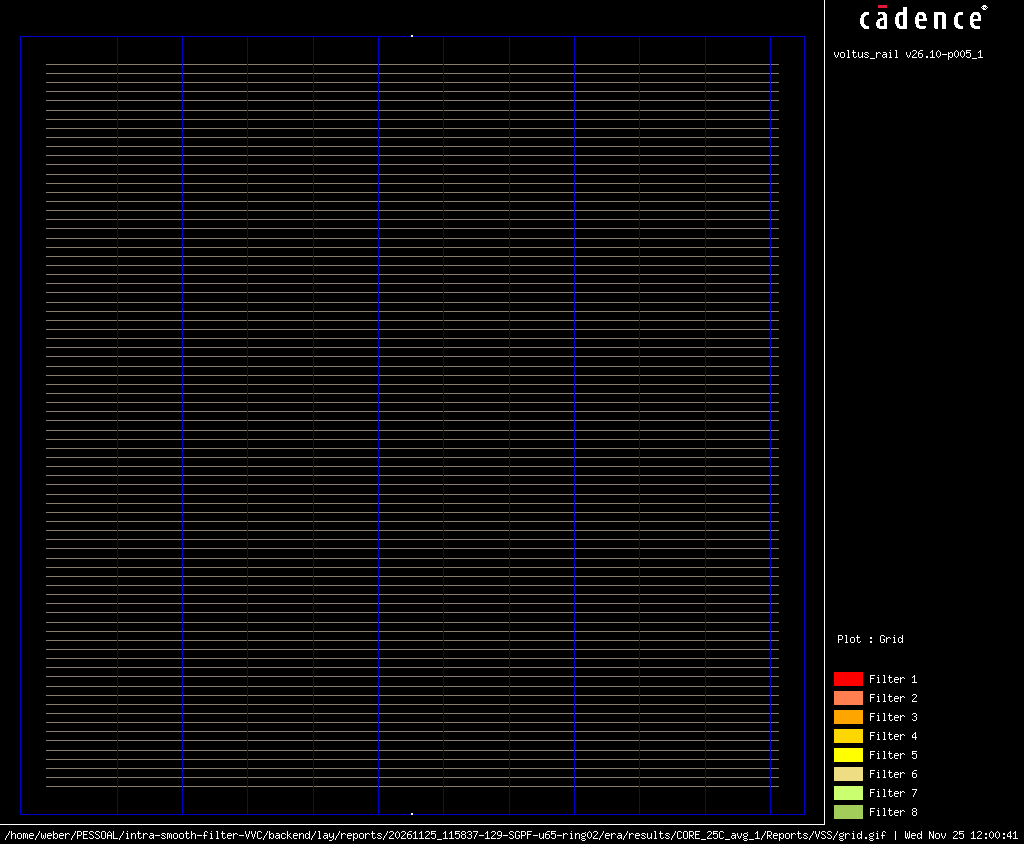 cādence®
voltus_rail v26.10-p005_1
Plot : Grid
Filter 1
Filter 2
Filter 3
Filter 4
Filter 5
Filter 6
Filter 7
Filter 8
/home/weber/PESSOAL/intra-smooth-filter-VVC/backend/lay/reports/20261125_115837-129-SGPF-u65-ring02/era/results/CORE_25C_avg_1/Reports/VSS/grid.gif | Wed Nov 25 12:00:41